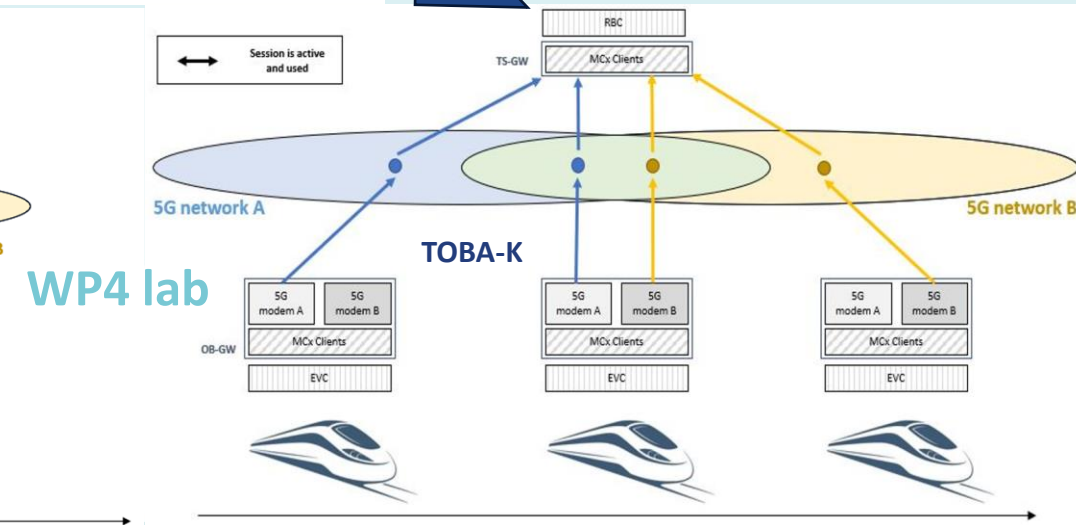 RBC
Session is active
and used
TS-GW
MCx Clients
5G network A
5G network B
TOBA-K
WP4 lab
5G
modem A
5G
modem B
5G
modem A
5G
modem B
5G
modem A
5G
modem B
OB-GW
MCx Clients
MCx Clients
MCx Clients
EVC
EVC
EVC